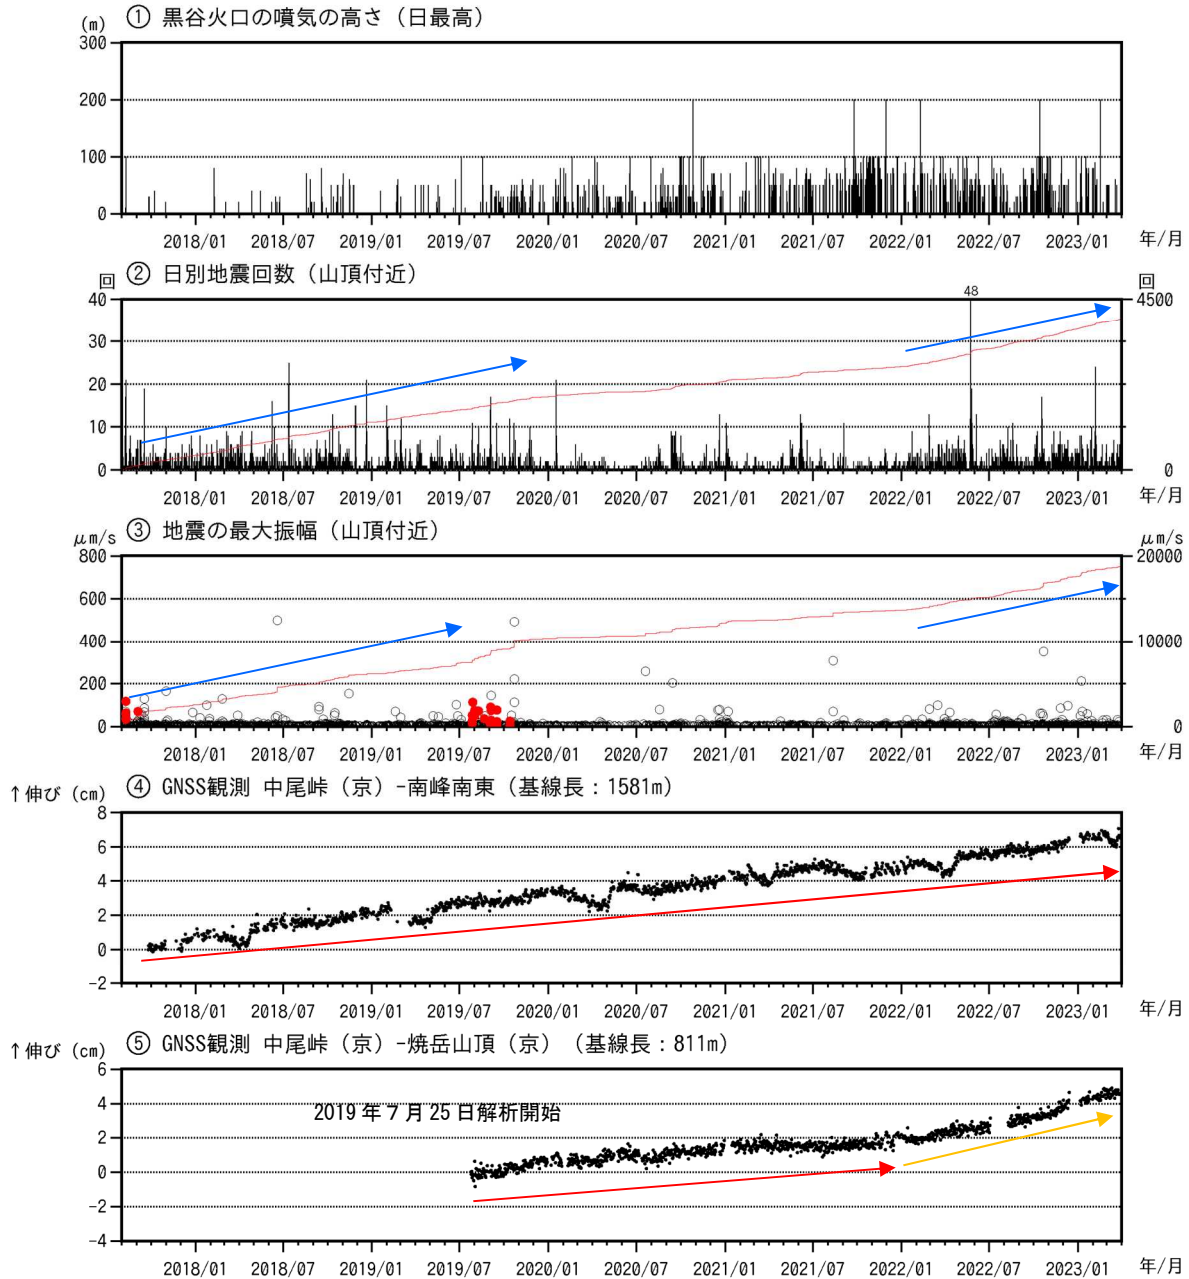 ① 黒谷火口の噴気の高さ（日最高）
(m)
300
200
100
0
2018/01 2018/07 2019/01 2019/07 2020/01 2020/07 2021/01 2021/07 2022/01 2022/07 2023/01 年/月
② 日別地震回数（山頂付近）
回 回
48
40 4500
30
20
10
0 0
2018/01 2018/07 2019/01 2019/07 2020/01 2020/07 2021/01 2021/07 2022/01 2022/07 2023/01 年/月
③ 地震の最大振幅（山頂付近）
μm/s μm/s
800 20000
600
400 10000
200
0 0
2018/01 2018/07 2019/01 2019/07 2020/01 2020/07 2021/01 2021/07 2022/01 2022/07 2023/01 年/月
↑伸び (cm) ④ GNSS観測 中尾峠（京）-南峰南東（基線長：1581m）
8
6
4
2
0
-2
2018/01 2018/07 2019/01 2019/07 2020/01 2020/07 2021/01 2021/07 2022/01 2022/07 2023/01 年/月
↑伸び (cm) ⑤ GNSS観測 中尾峠（京）-焼岳山頂（京）（基線長：811m）
6
2019年7月25日解析開始
4
2
0
-2
-4
2018/01 2018/07 2019/01 2019/07 2020/01 2020/07 2021/01 2021/07 2022/01 2022/07 2023/01 年/月